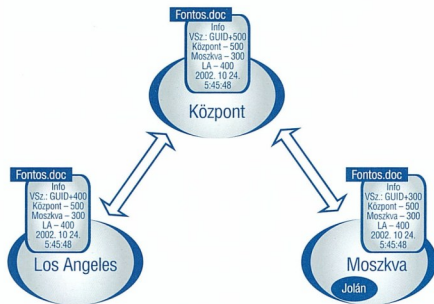 Fontos.doc
Info
VSz.: GUID+500
Központ – 500
Moszkva – 300
LA – 400
2002. 10 24.
5:45:48
Központ
Fontos.doc
Info
VSz.: GUID+400
Központ – 500
Moszkva – 300
LA – 400
2002. 10 24.
5:45:48
Los Angeles
Fontos.doc
Info
VSz.: GUID+300
Központ – 500
Moszkva – 300
LA – 400
2002. 10 24.
5:45:48
Moszkva
Jolán